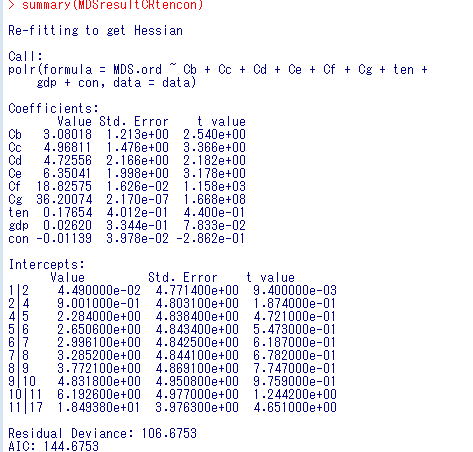 > summary(MDSresultCRtencon)
Re-fitting to get Hessian
Call:
polr(formula = MDS.ord ~ Cb + Cc + Cd + Ce + Cf + Cg + ten +
    gdp + con, data = data)
Coefficients:
      Value Std. Error    t value
Cb  3.08018  1.213e+00  2.540e+00
Cc  4.96811  1.476e+00  3.366e+00
Cd  4.72556  2.166e+00  2.182e+00
Ce  6.35041  1.998e+00  3.178e+00
Cf 18.82575  1.626e-02  1.158e+03
Cg 36.20074  2.170e-07  1.668e+08
ten 0.17654  4.012e-01  4.400e-01
gdp 0.02620  3.344e-01  7.833e-02
con -0.01139  3.978e-02 -2.862e-01
Intercepts:
      Value        Std. Error   t value
1|2   4.490000e-02 4.771400e+00 9.400000e-03
2|4   9.001000e-01 4.803100e+00 1.874000e-01
4|5   2.284000e+00 4.838400e+00 4.721000e-01
5|6   2.650600e+00 4.843400e+00 5.473000e-01
6|7   2.996100e+00 4.842500e+00 6.187000e-01
7|8   3.285200e+00 4.844100e+00 6.782000e-01
8|9   3.772100e+00 4.869100e+00 7.747000e-01
9|10  4.831800e+00 4.950800e+00 9.759000e-01
10|11 6.192600e+00 4.977000e+00 1.244200e+00
11|17 1.849380e+01 3.976300e+00 4.651000e+00
Residual Deviance: 106.6753
AIC: 144.6753